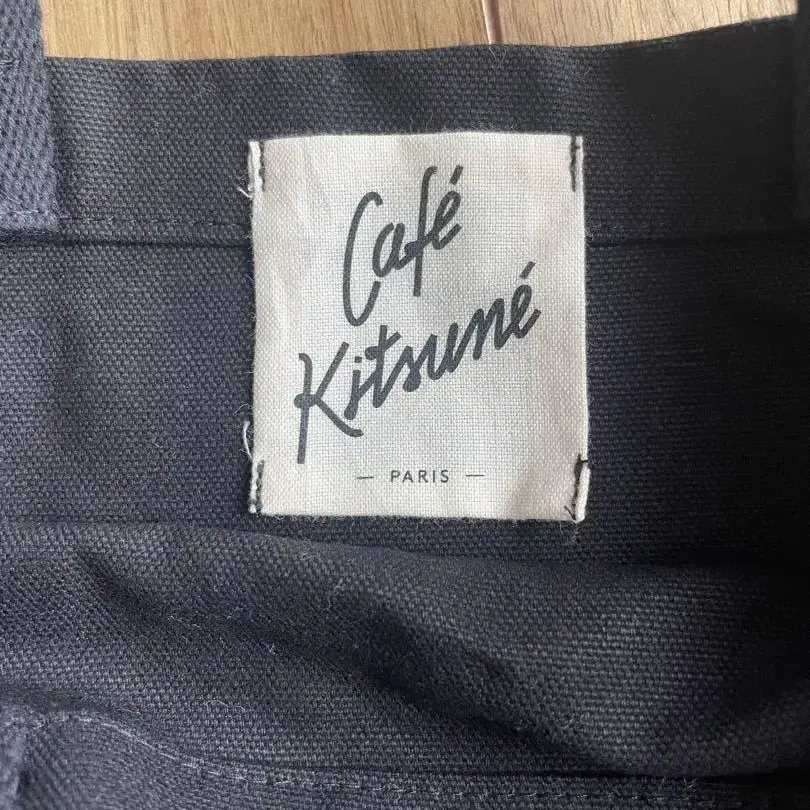 Café
Kitsuné
— PARIS —